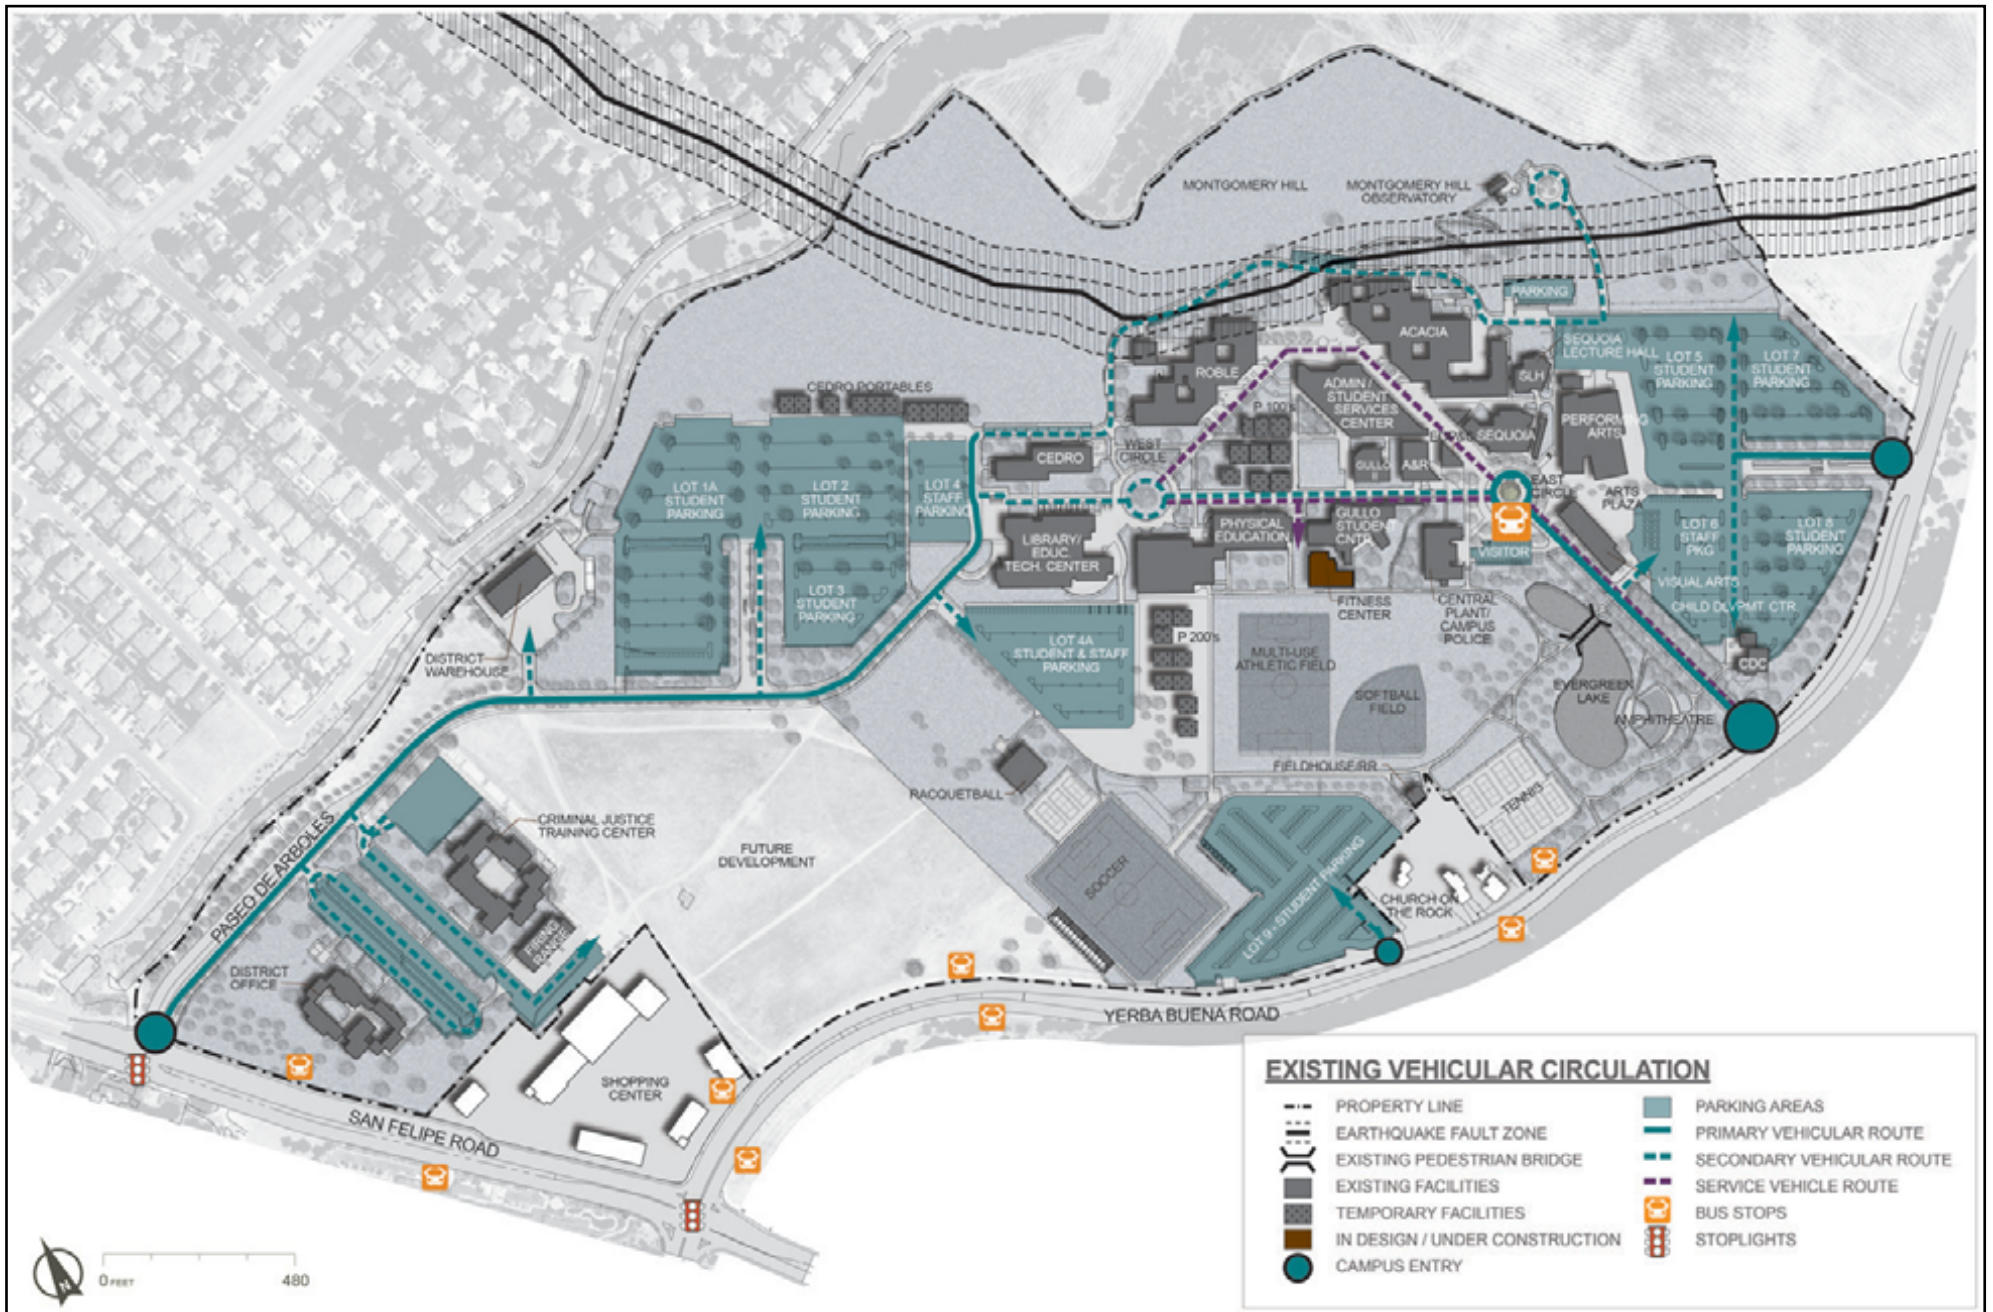 MONTGOMERY HILL
MONTGOMERY HILL
OBSERVATORY
PARKING
ACACIA
SEQUOIA
LECTURE HALL
LOT 5
STUDENT
PARKING
LOT 7
STUDENT
PARKING
ROBLE
SLH
ADMIN /
STUDENT
SERVICES
CENTER
CEDRO PORTABLES
P 100's
PERFORMING
ARTS
SEQUOIA
WEST
CIRCLE
CEDRO
GULLO
A&R
LOT 1A
STUDENT
PARKING
LOT 2
STUDENT
PARKING
LOT 4
STAFF
PARKING
EAST
CIRCLE
ARTS
PLAZA
GULLO
STUDENT
CNTR
PHYSICAL
EDUCATION
LOT 6
STAFF
PKG
LOT 8
STUDENT
PARKING
LIBRARY/
EDUC.
TECH. CENTER
VISITOR
VISUAL ARTS
CHILD DLVPMT CTR.
LOT 3
STUDENT
PARKING
FITNESS
CENTER
CENTRAL
PLANT/
CAMPUS
POLICE
P 200's
LOT 4A
STUDENT & STAFF
PARKING
MULTI-USE
ATHLETIC FIELD
DISTRICT
WAREHOUSE
CDC
EVERGREEN
LAKE
SOFTBALL
FIELD
AMPHITHEATRE
FIELDHOUSE/RR
RACQUETBALL
TENNIS
CRIMINAL JUSTICE
TRAINING CENTER
PASEO DE ARBOLES
FUTURE
DEVELOPMENT
SOCCER
LOT 9 - STUDENT PARKING
CHURCH ON
THE ROCK
FIRING
RANGE
DISTRICT
OFFICE
YERBA BUENA ROAD
SHOPPING
CENTER
SAN FELIPE ROAD
EXISTING VEHICULAR CIRCULATION
PROPERTY LINE
EARTHQUAKE FAULT ZONE
EXISTING PEDESTRIAN BRIDGE
EXISTING FACILITIES
TEMPORARY FACILITIES
IN DESIGN / UNDER CONSTRUCTION
CAMPUS ENTRY
PARKING AREAS
PRIMARY VEHICULAR ROUTE
SECONDARY VEHICULAR ROUTE
SERVICE VEHICLE ROUTE
BUS STOPS
STOPLIGHTS
N
0 FEET
480